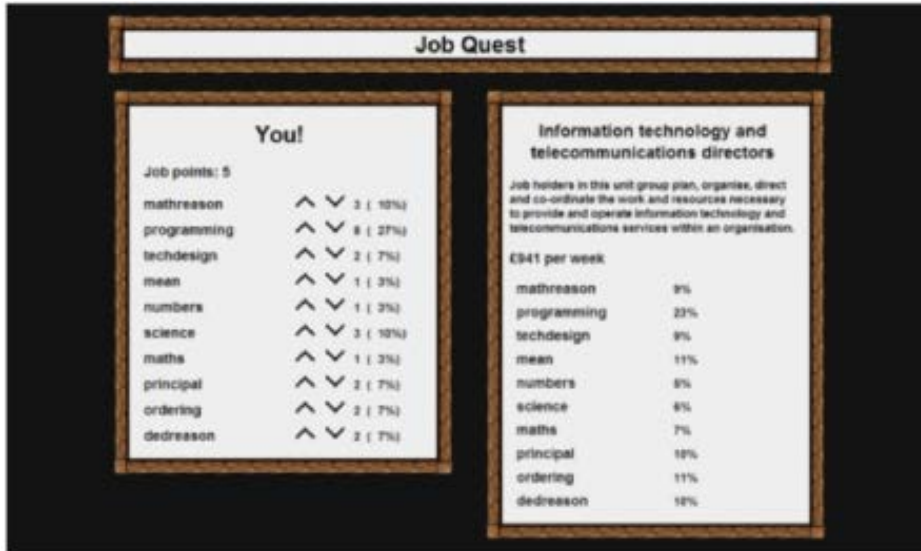 Job Quest
You!
Job points: 5
mathreason 3 ( 10%)
programming 8 ( 27%)
techdesign 2 ( 7%)
mean 1 ( 3%)
numbers 1 ( 3%)
science 3 ( 10%)
maths 1 ( 3%)
principal 2 ( 7%)
ordering 2 ( 7%)
dedreason 2 ( 7%)
Information technology and
telecommunications directors
Job holders in this unit group plan, organise, direct
and co-ordinate the work and resources necessary
to provide and operate information technology and
telecommunications services within an organisation.
£941 per week
mathreason 9%
programming 23%
techdesign 9%
mean 11%
numbers
science 6%
maths 7%
principal 10%
ordering 11%
dedreason 10%